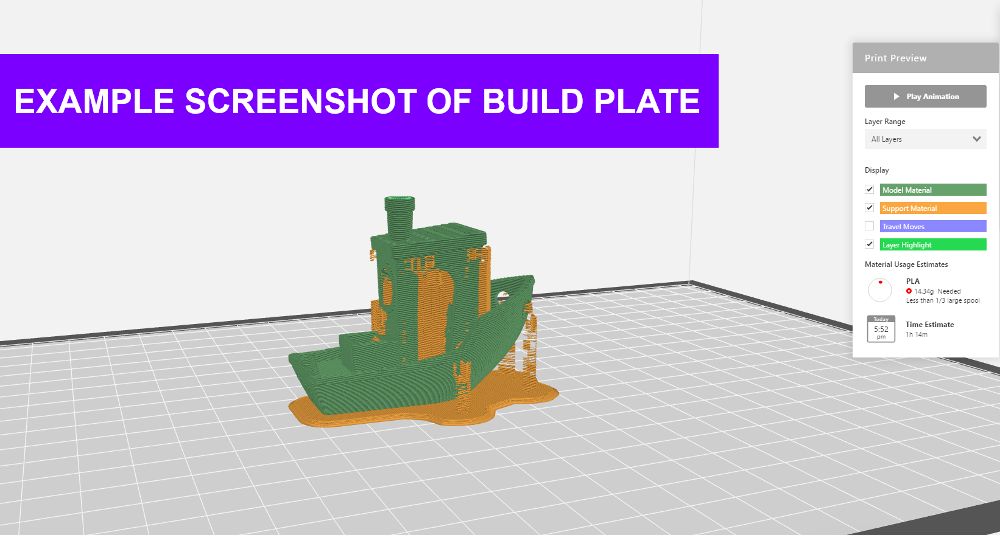 EXAMPLE SCREENSHOT OF BUILD PLATE
Print Preview
Play Animation
Layer Range
All Layers
Display
Model Material
Support Material
Travel Moves
Layer Highlight
Material Usage Estimates
PLA
14.34g Needed
Less than 1/3 large spool
Today
5:52
pm
Time Estimate
1h 14m